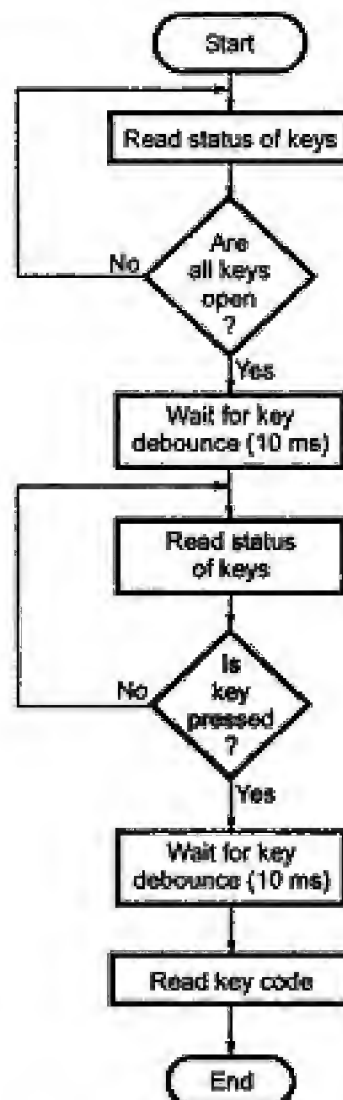 Start
Read status of keys
Are
all keys
open
?
No
Yes
Wait for key
debounce (10 ms)
Read status
of keys
Is
key
pressed
?
No
Yes
Wait for key
debounce (10 ms)
Read key code
End